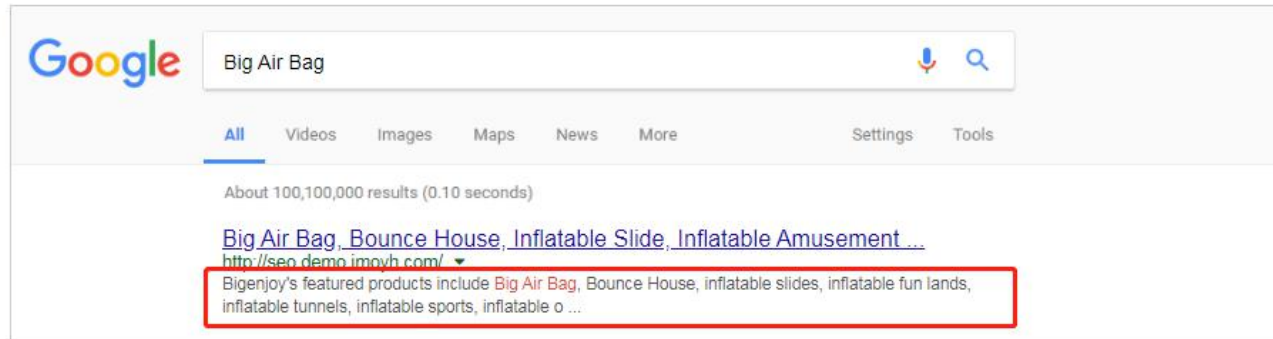 Google
Big Air Bag
All Videos Images Maps News More Settings Tools
About 100,100,000 results (0.10 seconds)
Big Air Bag, Bounce House, Inflatable Slide, Inflatable Amusement ...
http://seo.demo.imoyh.com/
Bigenjoy's featured products include Big Air Bag, Bounce House, inflatable slides, inflatable fun lands,
inflatable tunnels, inflatable sports, inflatable o ...